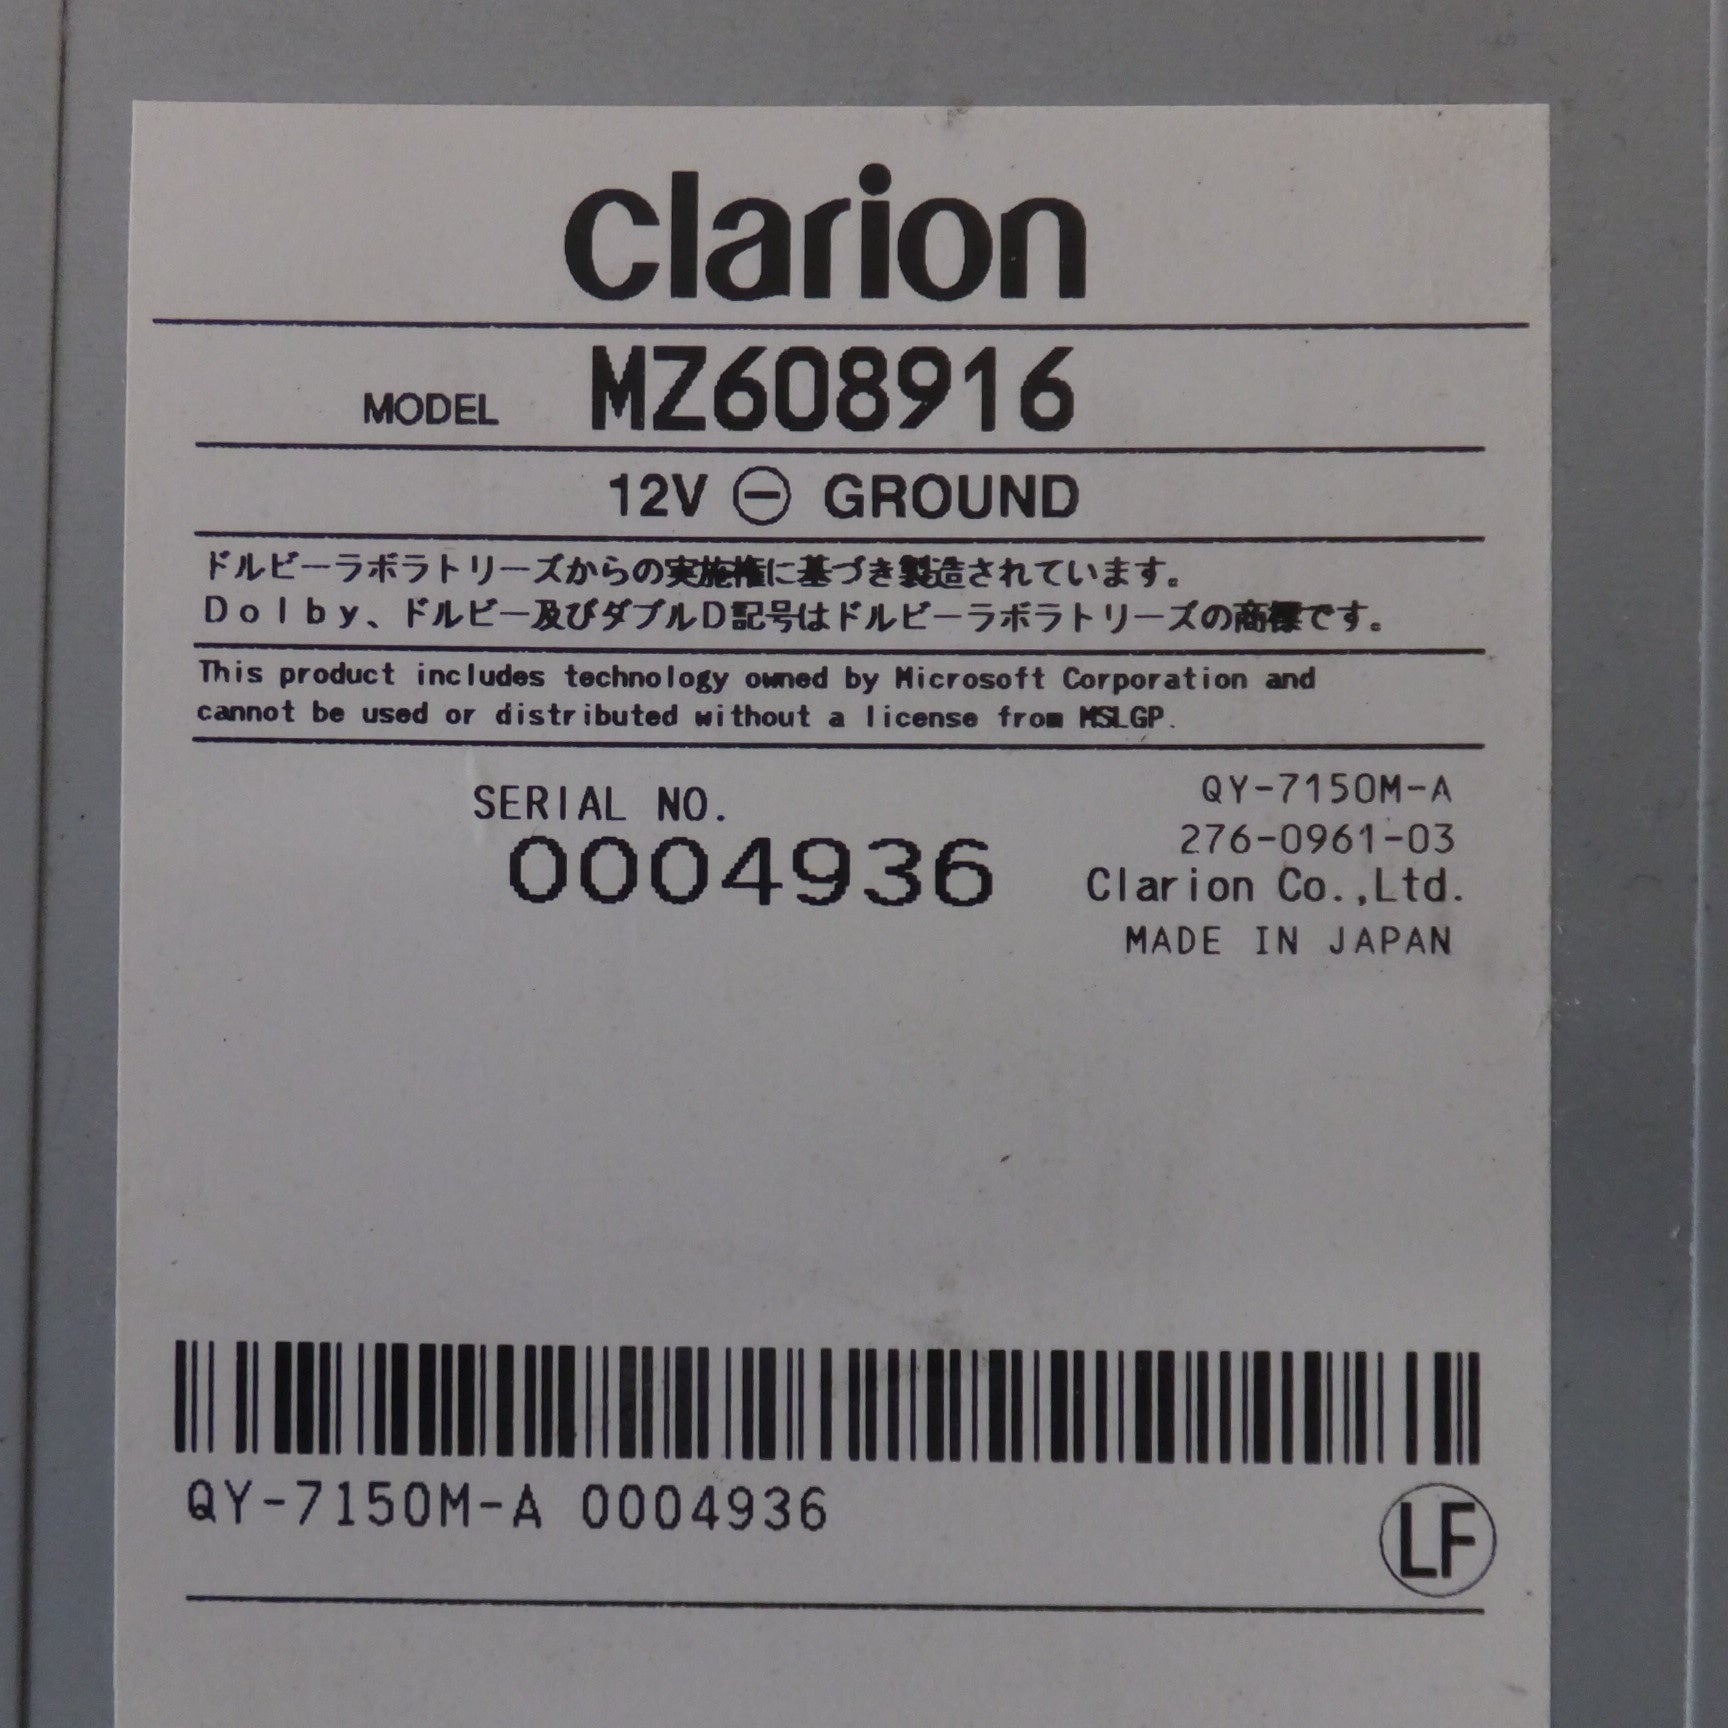 clarion
MODEL MZ608916
12V ⊖ GROUND
ドルビーラボラトリーズからの実施権に基づき製造されています。
Dolby、ドルビー及びダブルD記号はドルビーラボラトリーズの商標です。
This product includes technology owned by Microsoft Corporation and
cannot be used or distributed without a license from MSLGP.
SERIAL NO.
0004936
QY-7150M-A
276-0961-03
Clarion Co.,Ltd.
MADE IN JAPAN
QY-7150M-A 0004936
LF